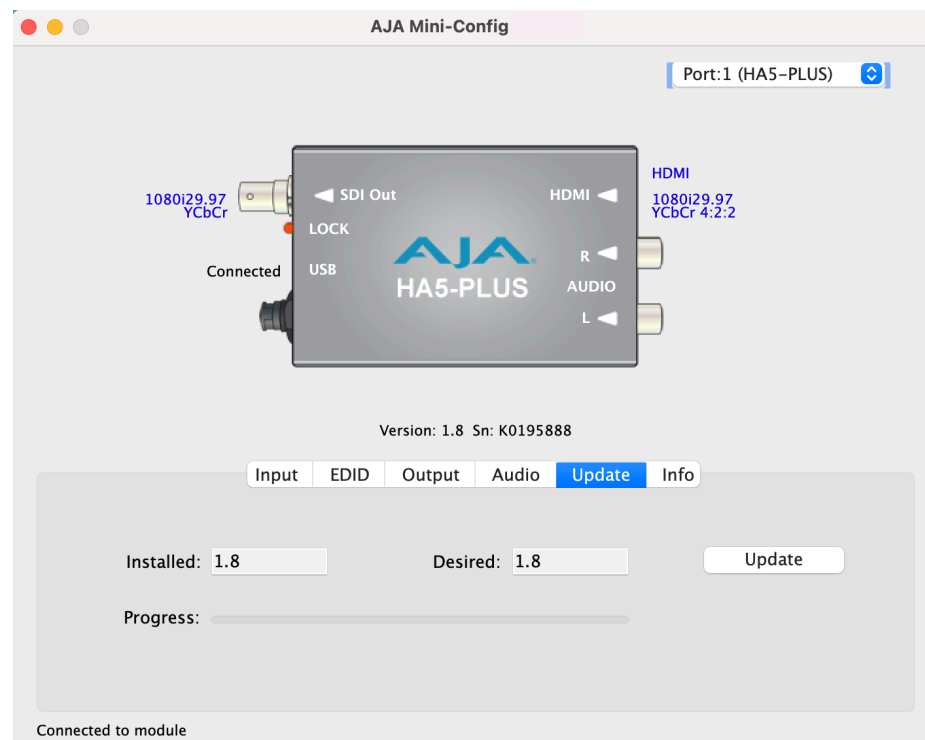 AJA Mini-Config
Port:1 (HA5-PLUS)
HDMI
1080i29.97
YCbCr
SDI Out
HDMI
1080i29.97
YCbCr 4:2:2
LOCK
Connected
USB
AJA
HA5-PLUS
R
AUDIO
L
Version: 1.8 Sn: K0195888
Input EDID Output Audio Update Info
Installed: 1.8 Desired: 1.8 Update
Progress:
Connected to module